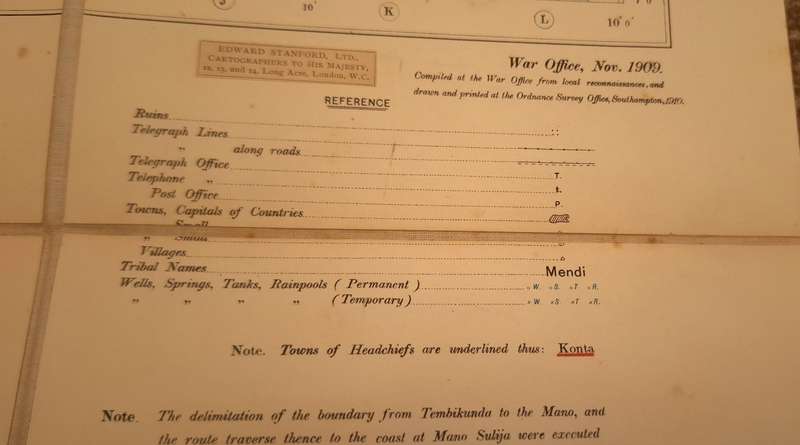 J
10'
K
L
10° 0'
EDWARD STANFORD, LTD.,
CARTOGRAPHERS TO HIS MAJESTY,
12, 13, and 14, Long Acre, London, W.C.
War Office, Nov. 1909.
Compiled at the War Office from local reconnaissances, and
drawn and printed at the Ordnance Survey Office, Southampton, 1910.
REFERENCE
Ruins
Telegraph Lines
„ along roads
Telegraph Office T.
Telephone „ t.
Post Office P.
Towns, Capitals of Countries
„ Small
Villages
Tribal Names Mendi
Wells, Springs, Tanks, Rainpools ( Permanent ) W. S. T. R.
„ „ „ „ ( Temporary ) W. S. T. R.
Note. Towns of Headchiefs are underlined thus: Konta
Note. The delimitation of the boundary from Tembikunda to the Mano, and
the route traverse thence to the coast at Mano Sulija were executed